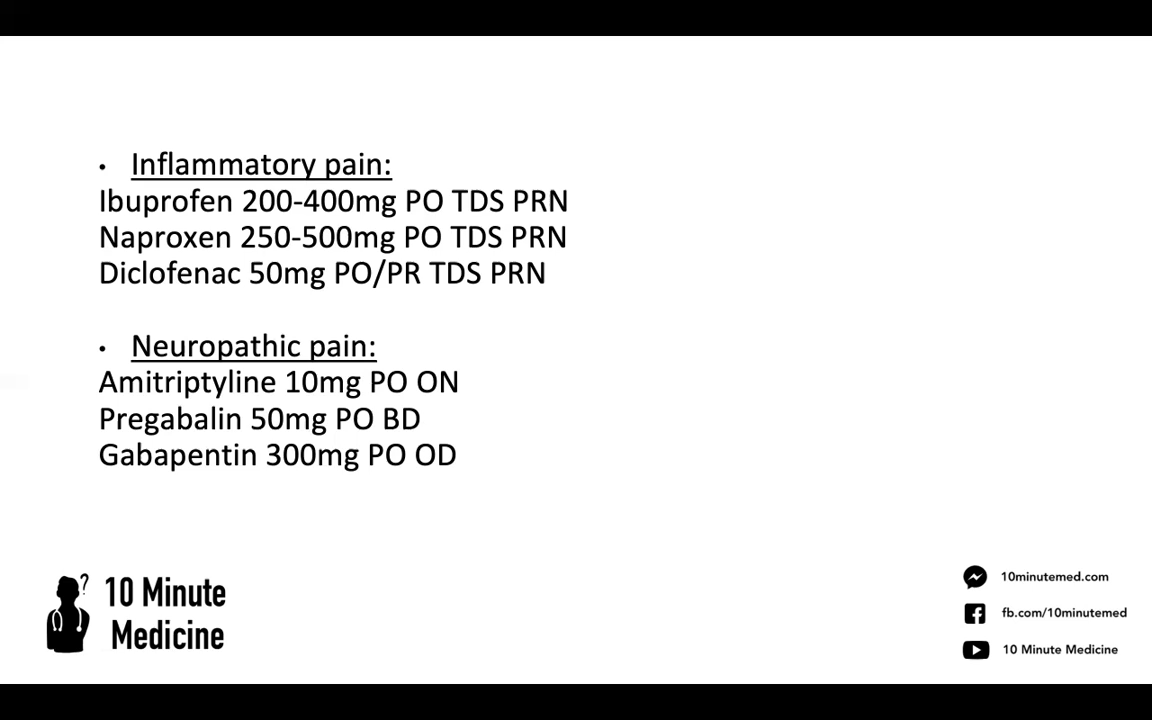 • Inflammatory pain:
Ibuprofen 200-400mg PO TDS PRN
Naproxen 250-500mg PO TDS PRN
Diclofenac 50mg PO/PR TDS PRN
• Neuropathic pain:
Amitriptyline 10mg PO ON
Pregabalin 50mg PO BD
Gabapentin 300mg PO OD
?
10 Minute
Medicine
10minutemed.com
fb.com/10minutemed
10 Minute Medicine